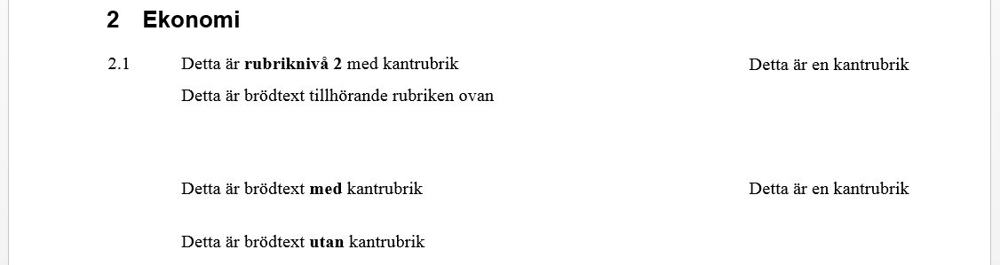 2 Ekonomi
2.1 Detta är rubriknivå 2 med kantrubrik Detta är en kantrubrik
Detta är brödtext tillhörande rubriken ovan
Detta är brödtext med kantrubrik Detta är en kantrubrik
Detta är brödtext utan kantrubrik